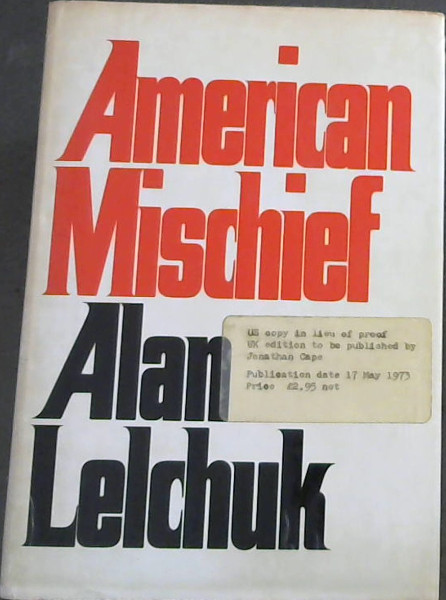 American
Mischief
Alan
Lelchuk
US copy in lieu of proof
UK edition to be published by
Jonathan Cape
Publication date 17 May 1973
Price £2.95 net